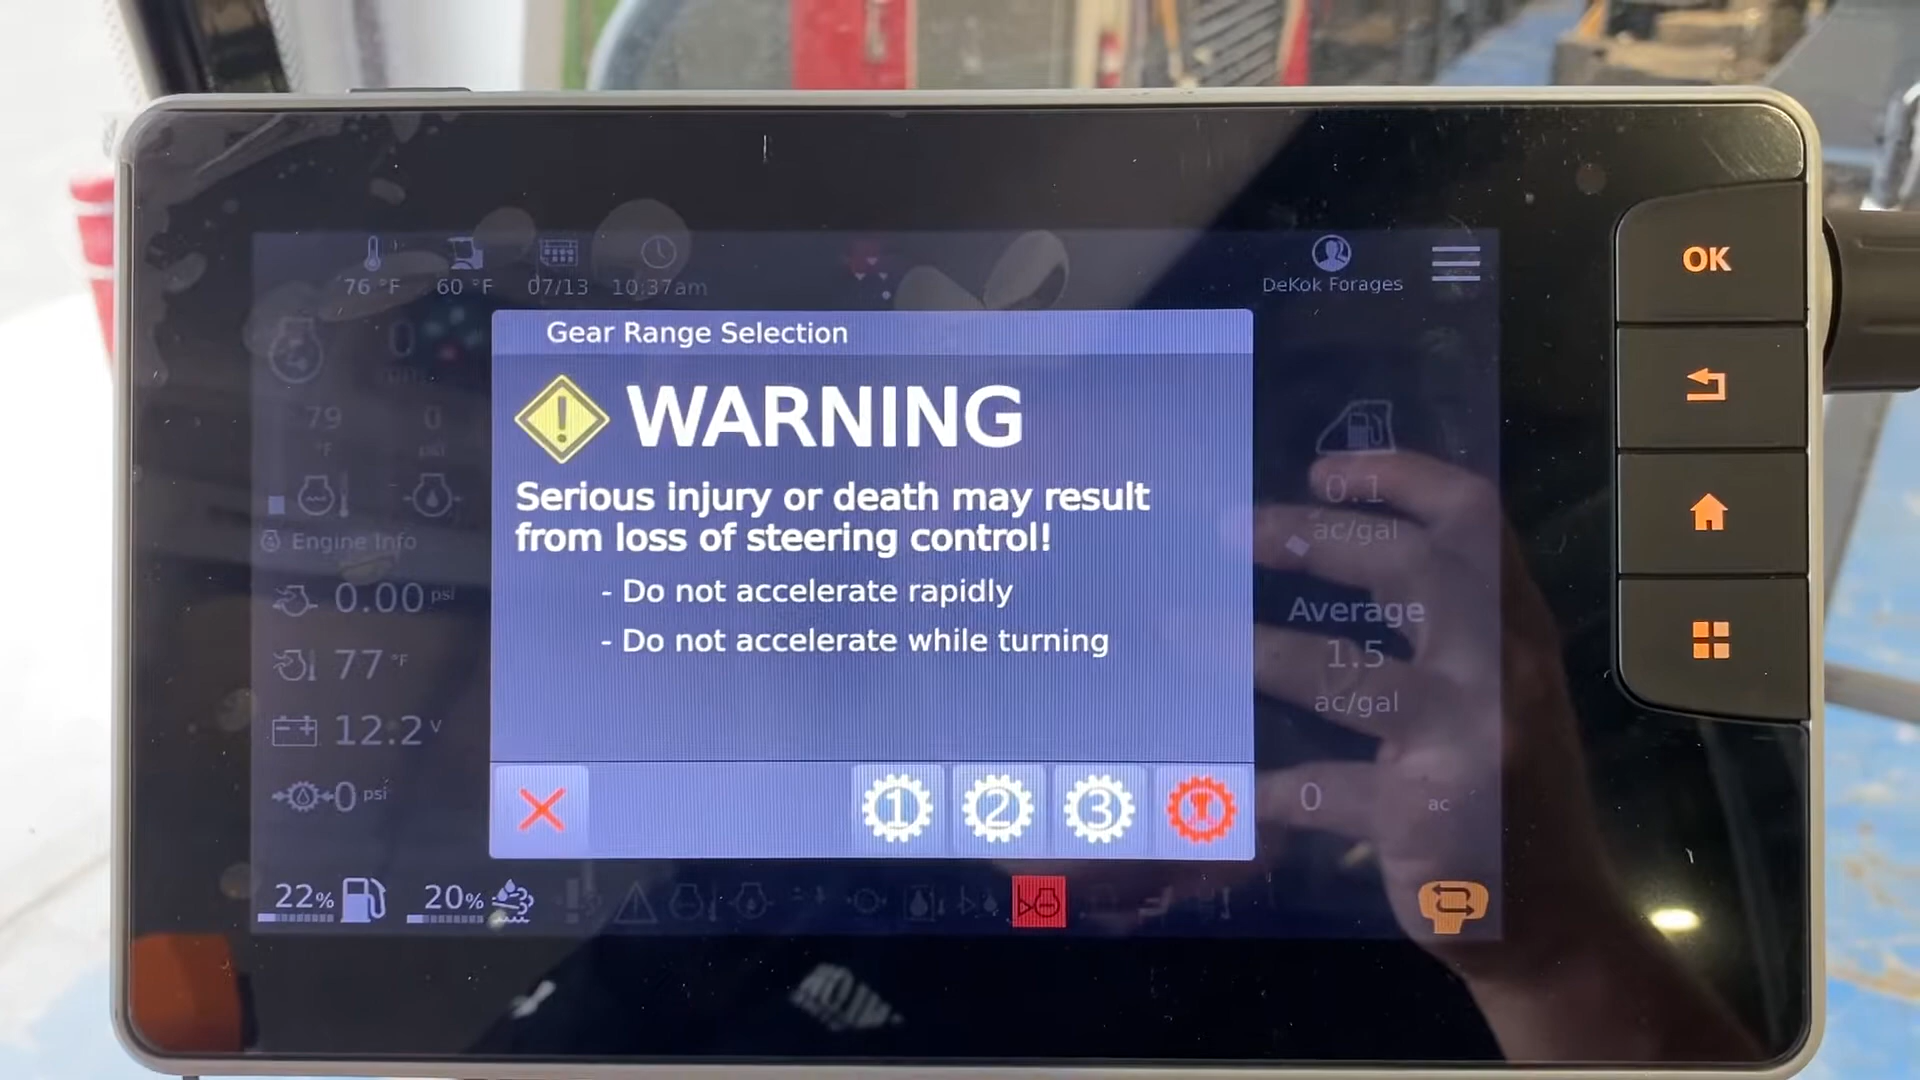 76 °F
60 °F
07/13
10:37am
DeKok Forages
OK
Gear Range Selection
WARNING
Serious injury or death may result
from loss of steering control!
- Do not accelerate rapidly
- Do not accelerate while turning
1 2 3
0
79 0
°F psi
Engine Info
0.00 psi
77 °F
12.2 V
0 psi
0.1
ac/gal
Average
1.5
ac/gal
0 ac
22%
20%